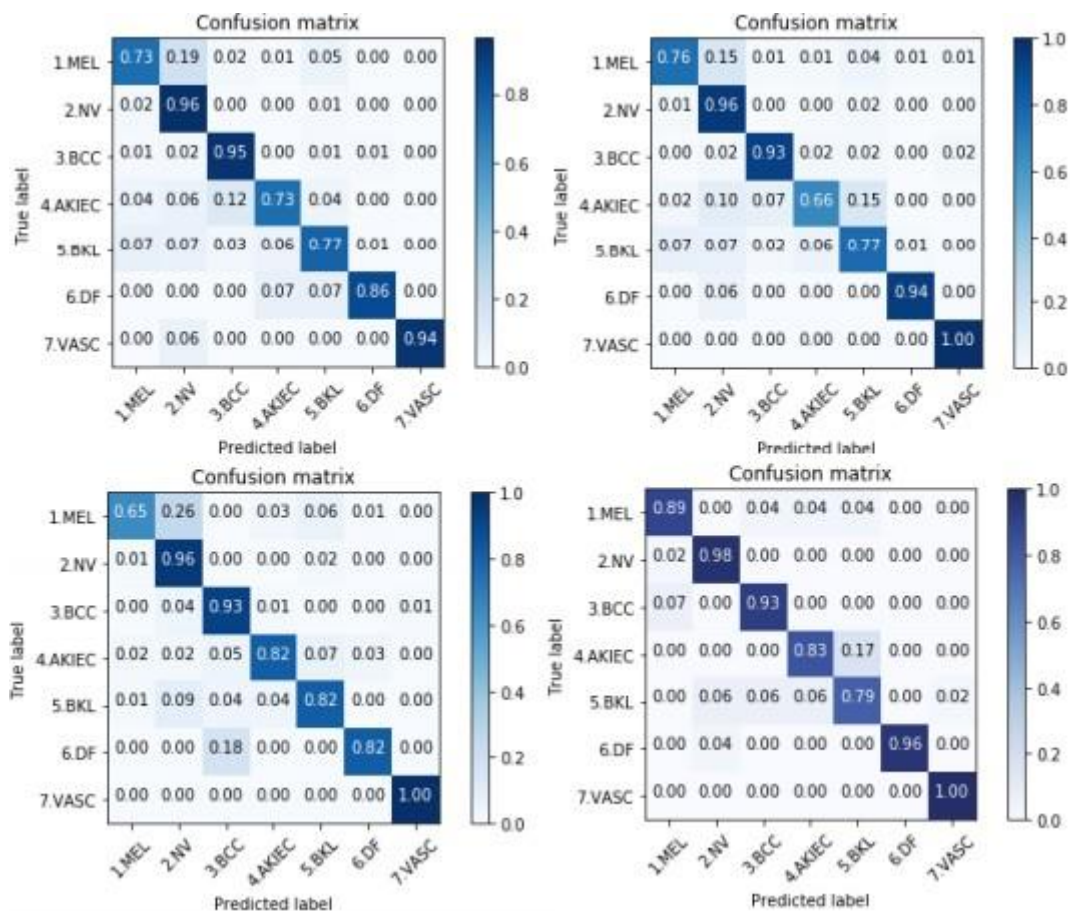 Confusion matrix
1.MEL 0.73 0.19 0.02 0.01 0.05 0.00 0.00
2.NV 0.02 0.96 0.00 0.00 0.01 0.00 0.00
3.BCC 0.01 0.02 0.95 0.00 0.01 0.01 0.00
4.AKIEC 0.04 0.06 0.12 0.73 0.04 0.00 0.00
5.BKL 0.07 0.07 0.03 0.06 0.77 0.01 0.00
6.DF 0.00 0.00 0.00 0.07 0.07 0.86 0.00
7.VASC 0.00 0.06 0.00 0.00 0.00 0.00 0.94
1.MEL 2.NV 3.BCC 4.AKIEC 5.BKL 6.DF 7.VASC
True label
Predicted label
0.8
0.6
0.4
0.2
0.0
Confusion matrix
1.MEL 0.76 0.15 0.01 0.01 0.04 0.01 0.01
2.NV 0.01 0.96 0.00 0.00 0.02 0.00 0.00
3.BCC 0.00 0.02 0.93 0.02 0.02 0.00 0.02
4.AKIEC 0.02 0.10 0.07 0.66 0.15 0.00 0.00
5.BKL 0.07 0.07 0.02 0.06 0.77 0.01 0.00
6.DF 0.00 0.06 0.00 0.00 0.00 0.94 0.00
7.VASC 0.00 0.00 0.00 0.00 0.00 0.00 1.00
1.MEL 2.NV 3.BCC 4.AKIEC 5.BKL 6.DF 7.VASC
True label
Predicted label
1.0
0.8
0.6
0.4
0.2
0.0
Confusion matrix
1.MEL 0.65 0.26 0.00 0.03 0.06 0.01 0.00
2.NV 0.01 0.96 0.00 0.00 0.02 0.00 0.00
3.BCC 0.00 0.04 0.93 0.01 0.00 0.00 0.01
4.AKIEC 0.02 0.02 0.05 0.82 0.07 0.03 0.00
5.BKL 0.01 0.09 0.04 0.04 0.82 0.00 0.00
6.DF 0.00 0.00 0.18 0.00 0.00 0.82 0.00
7.VASC 0.00 0.00 0.00 0.00 0.00 0.00 1.00
1.MEL 2.NV 3.BCC 4.AKIEC 5.BKL 6.DF 7.VASC
True label
Predicted label
1.0
0.8
0.6
0.4
0.2
0.0
Confusion matrix
1.MEL 0.89 0.00 0.04 0.04 0.04 0.00 0.00
2.NV 0.02 0.98 0.00 0.00 0.00 0.00 0.00
3.BCC 0.07 0.00 0.93 0.00 0.00 0.00 0.00
4.AKIEC 0.00 0.00 0.00 0.83 0.17 0.00 0.00
5.BKL 0.00 0.06 0.06 0.06 0.79 0.00 0.02
6.DF 0.00 0.04 0.00 0.00 0.00 0.96 0.00
7.VASC 0.00 0.00 0.00 0.00 0.00 0.00 1.00
1.MEL 2.NV 3.BCC 4.AKIEC 5.BKL 6.DF 7.VASC
True label
Predicted label
1.0
0.8
0.6
0.4
0.2
0.0